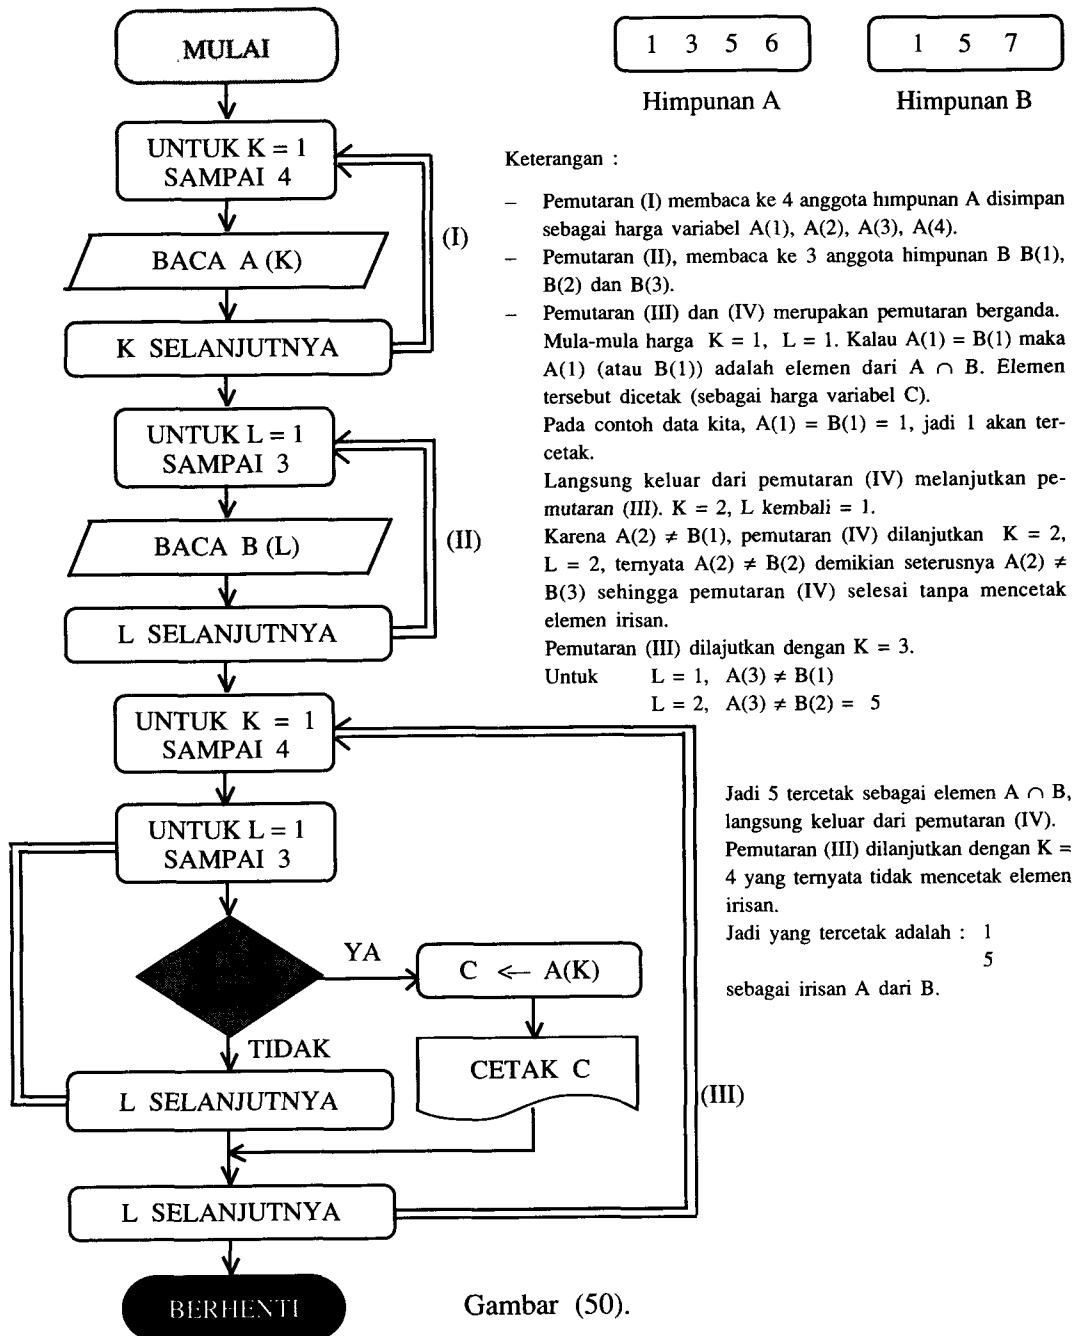 MULAI
UNTUK K = 1
SAMPAI 4
BACA A (K)
K SELANJUTNYA
(I)
UNTUK L = 1
SAMPAI 3
BACA B (L)
L SELANJUTNYA
(II)
UNTUK K = 1
SAMPAI 4
UNTUK L = 1
SAMPAI 3
YA
C ← A(K)
TIDAK
CETAK C
L SELANJUTNYA
(III)
L SELANJUTNYA
BERHENTI
1 3 5 6
Himpunan A
1 5 7
Himpunan B
Keterangan :
– Pemutaran (I) membaca ke 4 anggota himpunan A disimpan
sebagai harga variabel A(1), A(2), A(3), A(4).
– Pemutaran (II), membaca ke 3 anggota himpunan B B(1),
B(2) dan B(3).
– Pemutaran (III) dan (IV) merupakan pemutaran berganda.
Mula-mula harga K = 1, L = 1. Kalau A(1) = B(1) maka
A(1) (atau B(1)) adalah elemen dari A ∩ B. Elemen
tersebut dicetak (sebagai harga variabel C).
Pada contoh data kita, A(1) = B(1) = 1, jadi 1 akan ter-
cetak.
Langsung keluar dari pemutaran (IV) melanjutkan pe-
mutaran (III). K = 2, L kembali = 1.
Karena A(2) ≠ B(1), pemutaran (IV) dilanjutkan K = 2,
L = 2, ternyata A(2) ≠ B(2) demikian seterusnya A(2) ≠
B(3) sehingga pemutaran (IV) selesai tanpa mencetak
elemen irisan.
Pemutaran (III) dilajutkan dengan K = 3.
Untuk L = 1, A(3) ≠ B(1)
L = 2, A(3) ≠ B(2) = 5
Jadi 5 tercetak sebagai elemen A ∩ B,
langsung keluar dari pemutaran (IV).
Pemutaran (III) dilanjutkan dengan K =
4 yang ternyata tidak mencetak elemen
irisan.
Jadi yang tercetak adalah : 1
5
sebagai irisan A dari B.
Gambar (50).